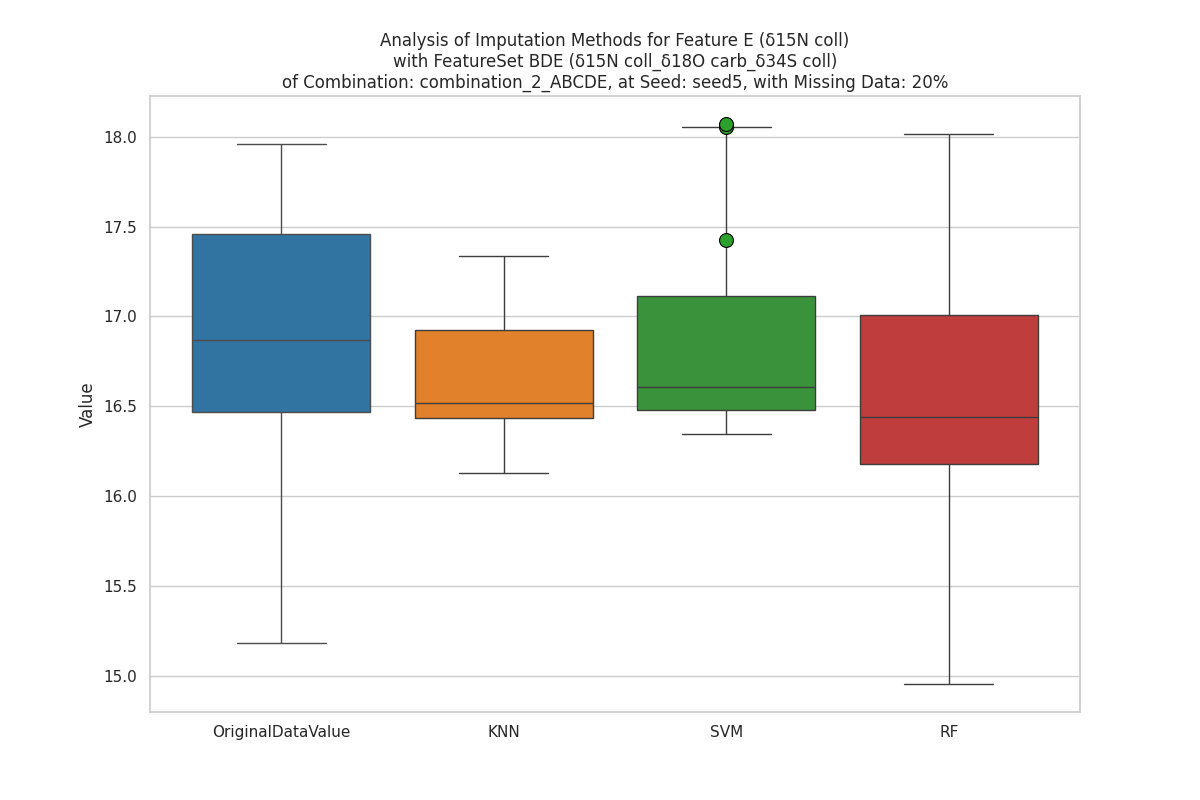 Analysis of Imputation Methods for Feature E (δ15N coll)
with FeatureSet BDE (δ15N coll_δ18O carb_δ34S coll)
of Combination: combination_2_ABCDE, at Seed: seed5, with Missing Data: 20%
18.0
17.5
17.0
16.5
16.0
15.5
15.0
Value
OriginalDataValue
KNN
SVM
RF